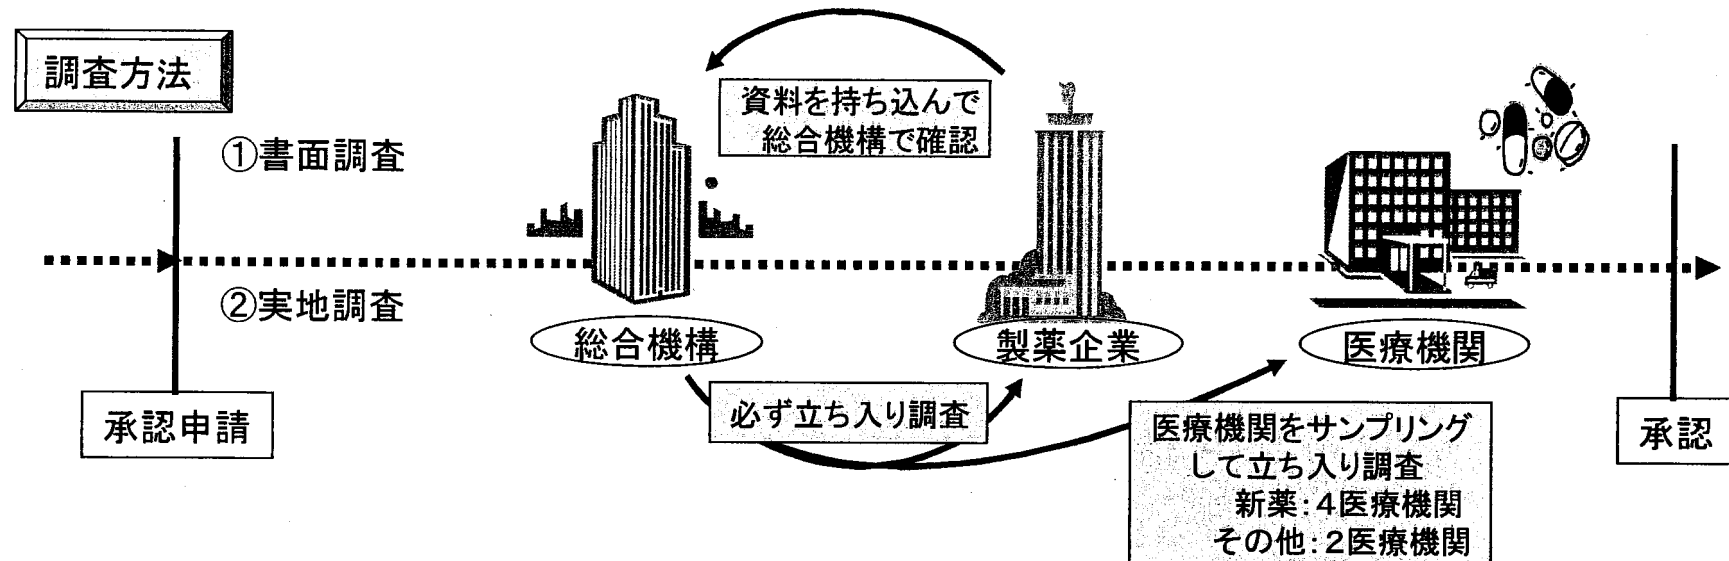 調査方法
①書面調査
資料を持ち込んで
総合機構で確認
②実地調査
総合機構
製薬企業
医療機関
承認申請
必ず立ち入り調査
医療機関をサンプリング
して立ち入り調査
新薬:4医療機関
その他:2医療機関
承認